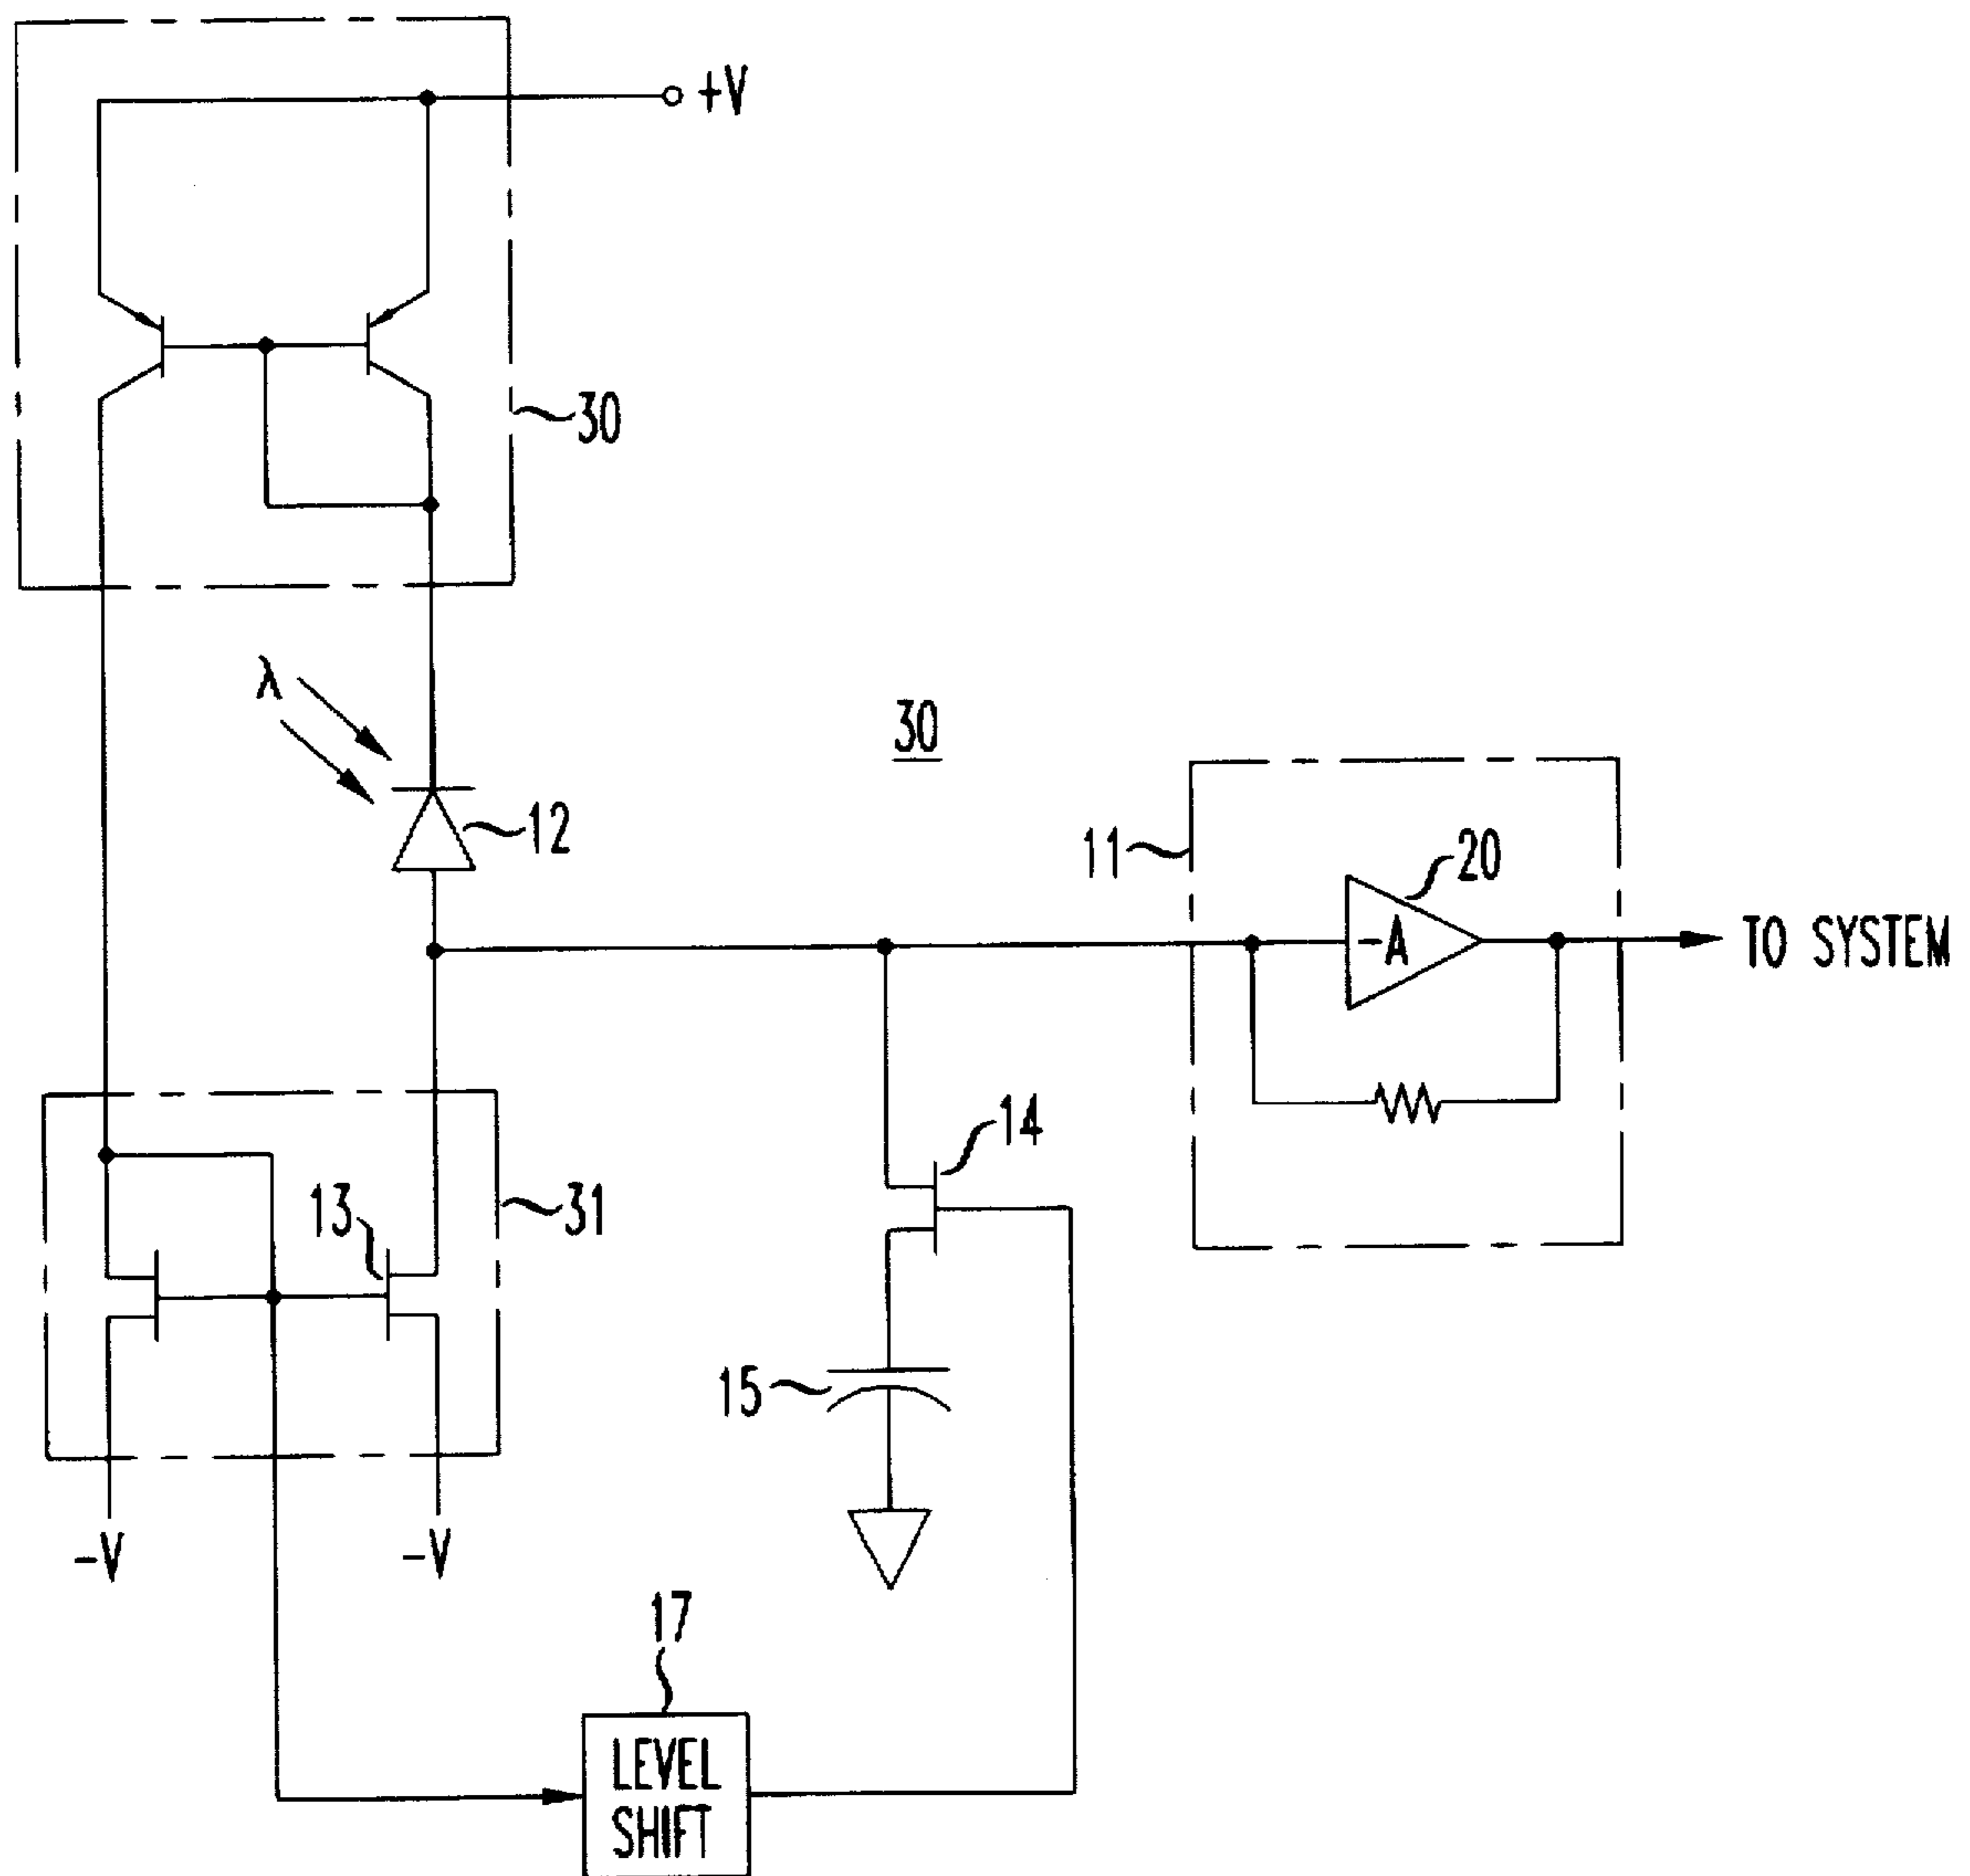 +V
30
λ
30
12
11
20
-A
TO SYSTEM
14
13
31
15
-V
-V
17
LEVEL
SHIFT